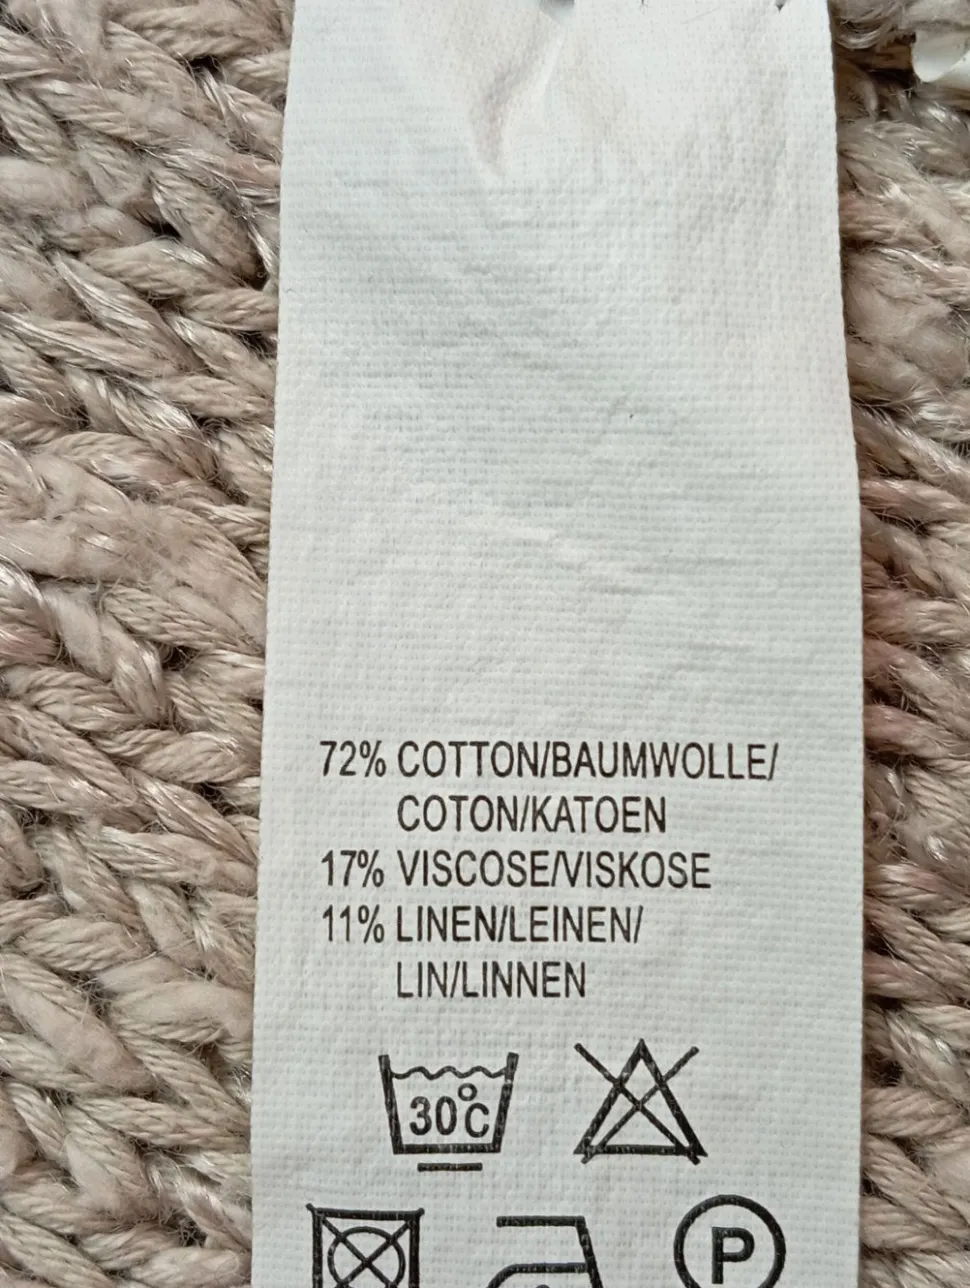 72% COTTON/BAUMWOLLE/
COTON/KATOEN
17% VISCOSE/VISKOSE
11% LINEN/LEINEN/
LIN/LINNEN
30°C
P